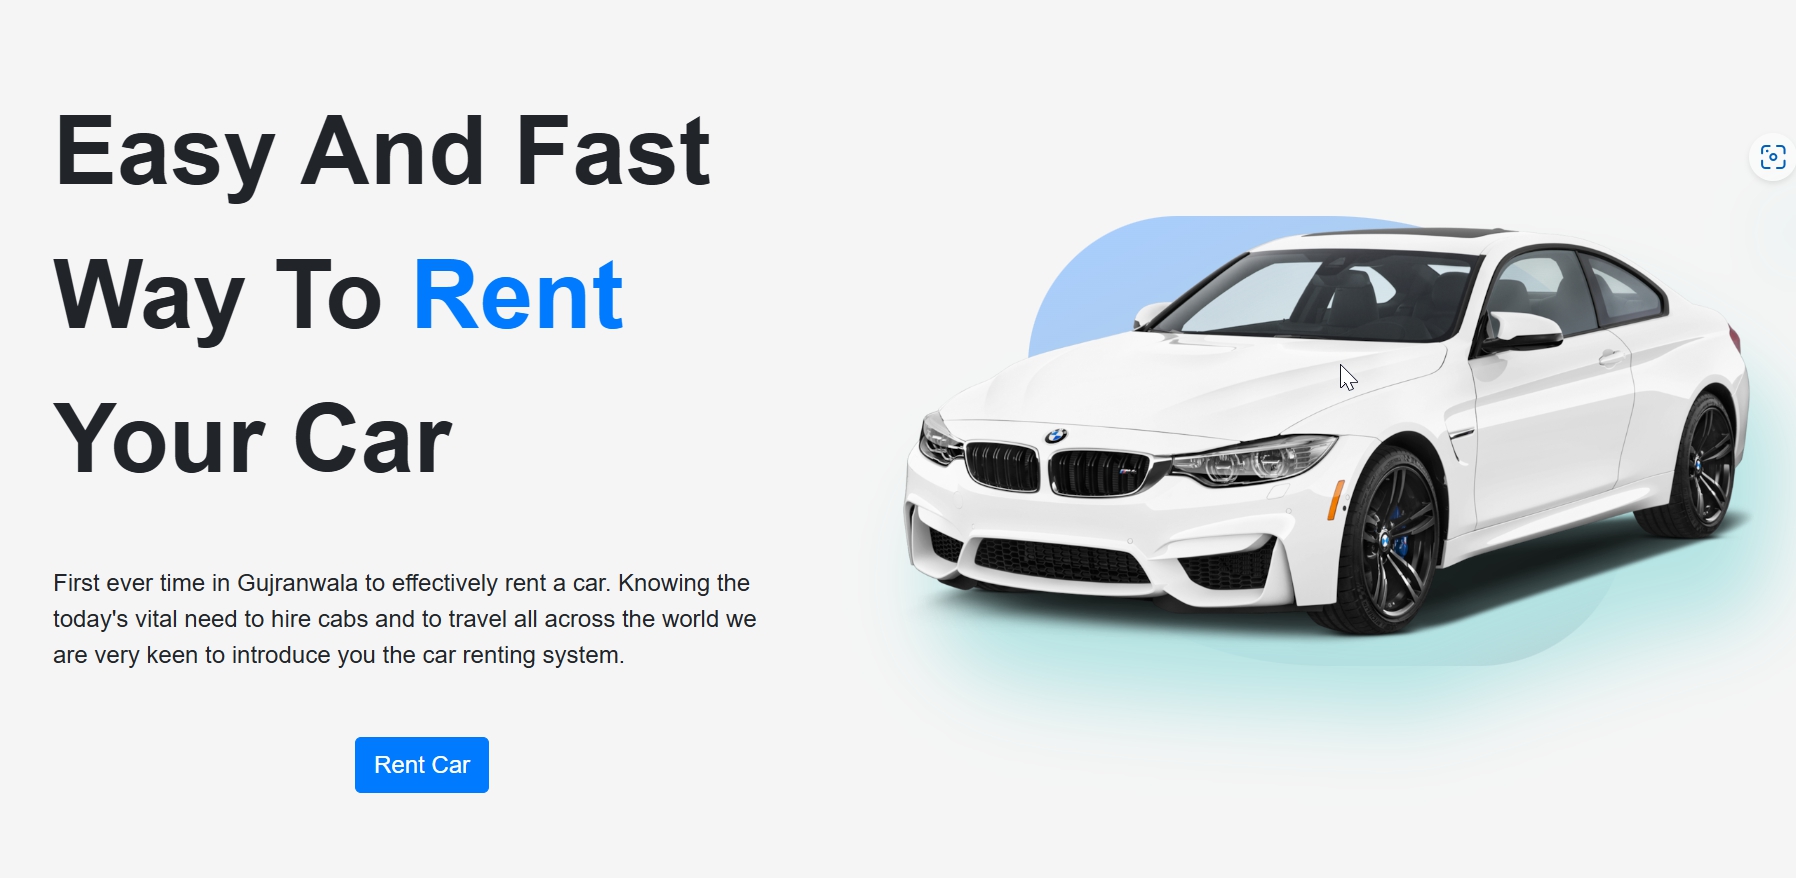 Easy And Fast
Way To Rent
Your Car
First ever time in Gujranwala to effectively rent a car. Knowing the
today's vital need to hire cabs and to travel all across the world we
are very keen to introduce you the car renting system.
Rent Car